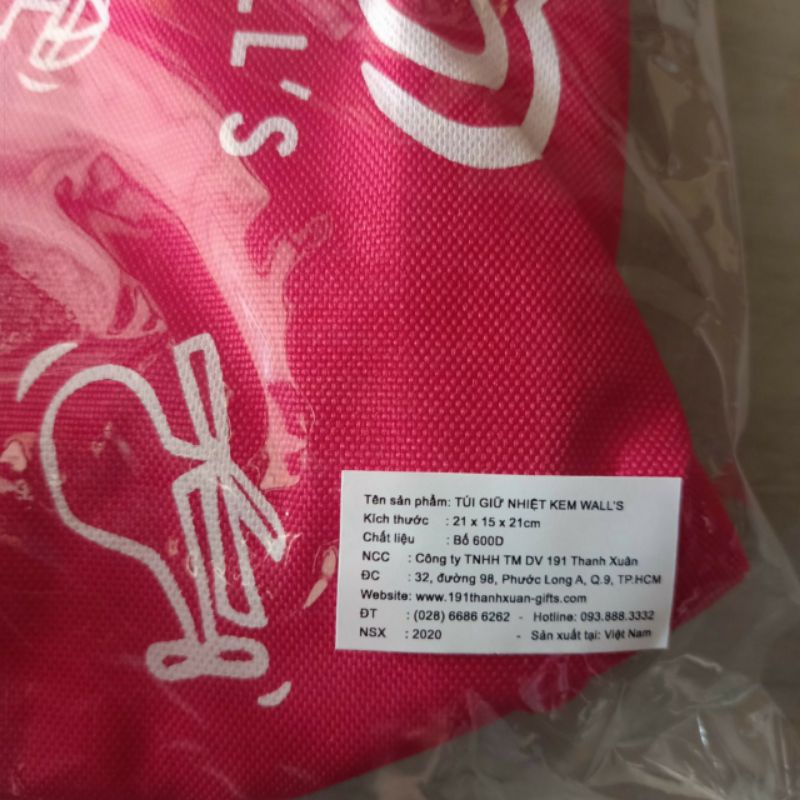 LL'S
Tên sản phẩm: TÚI GIỮ NHIỆT KEM WALL'S
Kích thước : 21 x 15 x 21cm
Chất liệu : Bố 600D
NCC : Công ty TNHH TM DV 191 Thanh Xuân
ĐC : 32, đường 98, Phước Long A, Q.9, TP.HCM
Website: www.191thanhxuan-gifts.com
ĐT : (028) 6686 6262 - Hotline: 093.888.3332
NSX : 2020 - Sản xuất tại: Việt Nam